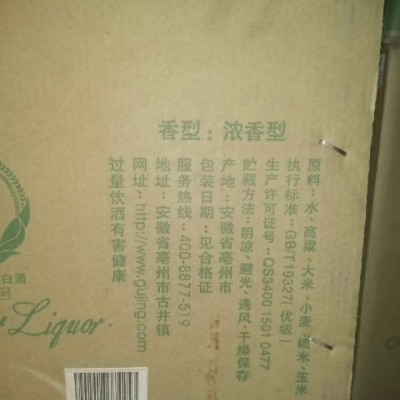 香型：浓香型
原料：水、高粱、大米、小麦、糯米、玉米
执行标准：GB/T19327(优级)
生产许可证号：QS3400 1501 0477
贮藏方法：阴凉、避光、通风、干燥保存
产地：安徽省亳州市
包装日期：见合格证
服务热线：400-8877-519
地址：安徽省亳州市古井镇
网址：http://www.gujing.com
过量饮酒有害健康
白酒
Liquor